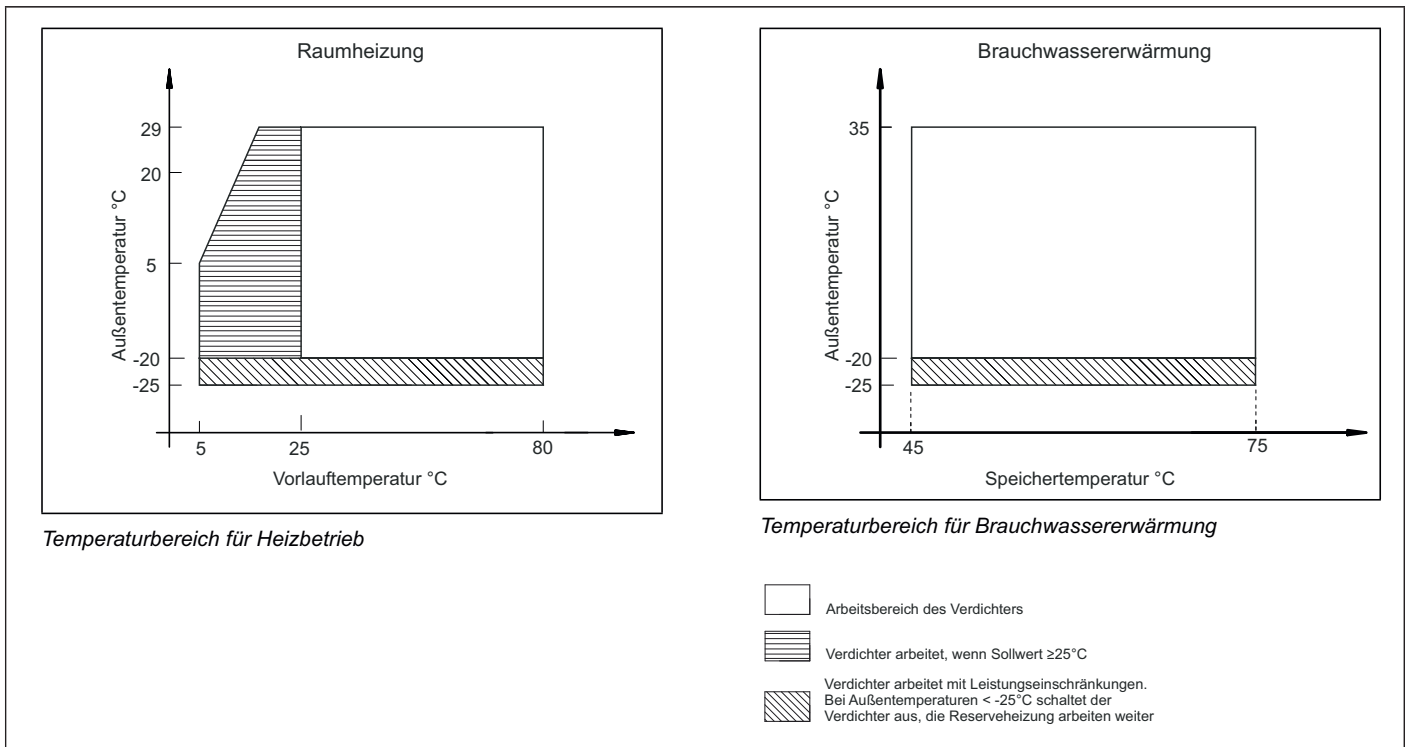 Raumheizung
29
20
5
-20
-25
Außentemperatur °C
5
25
80
Vorlauftemperatur °C
Temperaturbereich für Heizbetrieb
Brauchwassererwärmung
35
-20
-25
Außentemperatur °C
45
75
Speichertemperatur °C
Temperaturbereich für Brauchwassererwärmung
Arbeitsbereich des Verdichters
Verdichter arbeitet, wenn Sollwert ≥25°C
Verdichter arbeitet mit Leistungseinschränkungen.
Bei Außentemperaturen < -25°C schaltet der
Verdichter aus, die Reserveheizung arbeiten weiter